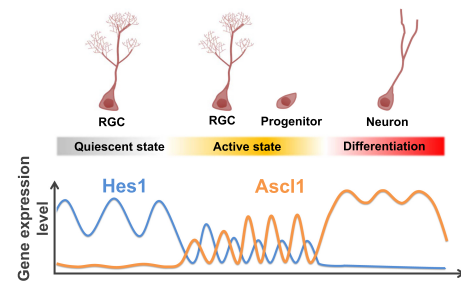 RGC
RGC
Progenitor
Neuron
Quiescent state
Active state
Differentiation
Hes1
Ascl1
Gene expression
level